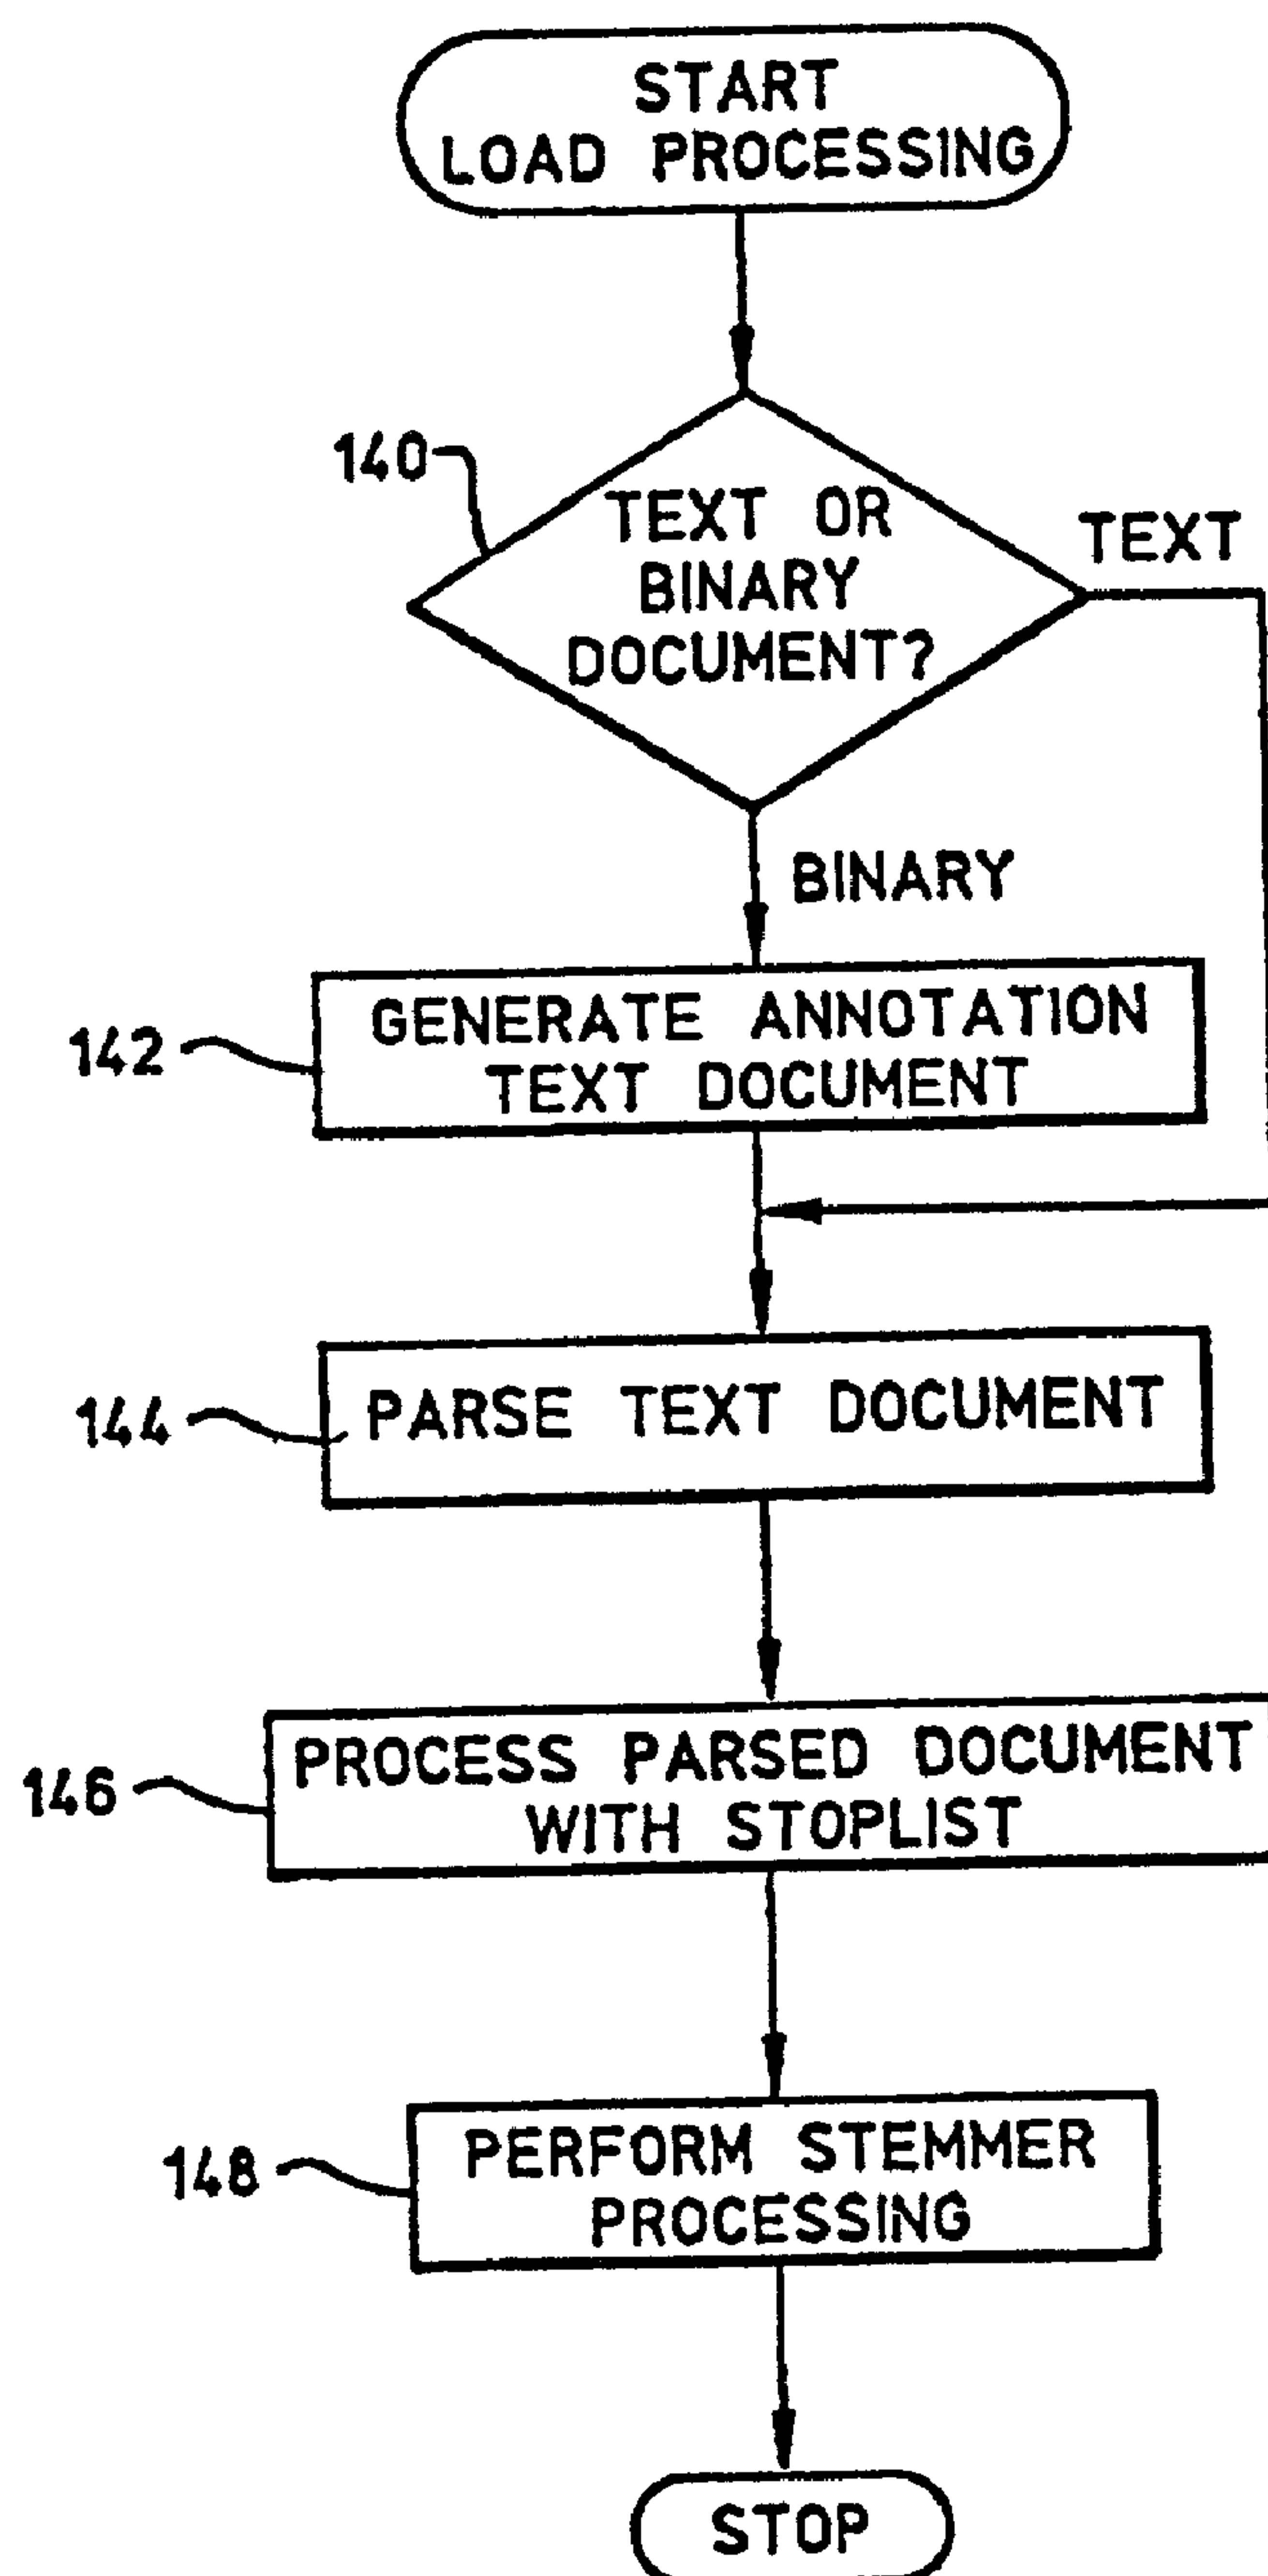 START
LOAD PROCESSING
140
TEXT OR
BINARY
DOCUMENT?
TEXT
BINARY
142
GENERATE ANNOTATION
TEXT DOCUMENT
144
PARSE TEXT DOCUMENT
146
PROCESS PARSED DOCUMENT
WITH STOPLIST
148
PERFORM STEMMER
PROCESSING
STOP